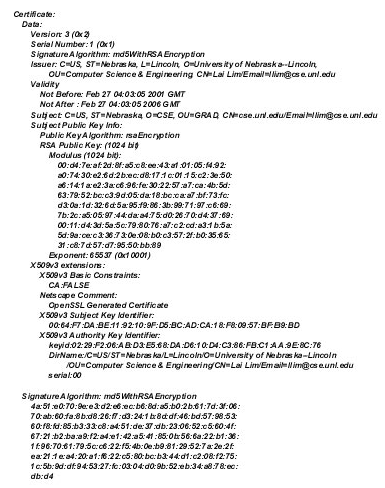 Certificate:
Data:
Version: 3 (0x2)
Serial Number: 1 (0x1)
Signature Algorithm: md5WithRSAEncryption
Issuer: C=US, ST=Nebraska, L=Lincoln, O=University of Nebraska--Lincoln,
OU=Computer Science & Engineering, CN=Lai Lim/Email=llim@cse.unl.edu
Validity
Not Before: Feb 27 04:03:05 2001 GMT
Not After : Feb 27 04:03:05 2006 GMT
Subject: C=US, ST=Nebraska, O=CSE, OU=GRAD, CN=cse.unl.edu/Email=llim@cse.unl.edu
Subject Public Key Info:
Public Key Algorithm: rsaEncryption
RSA Public Key: (1024 bit)
Modulus (1024 bit):
00:d4:7e:af:2d:8f:a5:c8:ee:43:a1:01:05:f4:92:
a0:74:30:e2:6d:2b:ec:d8:17:1c:01:15:c2:3e:50:
a6:14:1a:e2:3a:c6:96:fe:30:22:57:a7:ca:4b:5d:
63:79:52:bc:c3:9d:05:da:18:bc:ca:a7:bf:73:fc:
d3:0a:1d:32:6c:5a:95:f9:86:3b:99:71:97:c6:69:
7b:2c:a5:05:97:44:da:a4:75:d0:26:70:d4:37:69:
00:11:d4:3d:5a:5c:79:80:76:a7:c2:cd:a3:1b:5a:
5d:9a:ce:c3:36:73:0e:08:b0:c3:57:2f:b0:35:65:
31:c8:7c:57:d7:95:50:bb:89
Exponent: 65537 (0x10001)
X509v3 extensions:
X509v3 Basic Constraints:
CA:FALSE
Netscape Comment:
OpenSSL Generated Certificate
X509v3 Subject Key Identifier:
00:64:F7:DA:BE:11:92:10:9F:D5:BC:AD:CA:18:F8:09:57:BF:E9:BD
X509v3 Authority Key Identifier:
keyid:02:29:F2:06:AB:D3:E5:68:DA:D6:10:D4:C3:86:FB:C1:AA:9E:8C:76
DirName:/C=US/ST=Nebraska/L=Lincoln/O=University of Nebraska--Lincoln
/OU=Computer Science & Engineering/CN=Lai Lim/Email=llim@cse.unl.edu
serial:00
Signature Algorithm: md5WithRSAEncryption
4a:51:e0:70:9e:e3:d2:e6:ec:b6:8d:a5:b0:2b:61:7d:3f:06:
70:ab:60:fa:8b:d8:26:f7:d3:24:1b:8d:df:46:bd:57:98:53:
60:f8:fd:85:b3:33:c8:a4:51:de:37:db:23:06:52:c5:60:4f:
67:21:b2:ba:a9:f2:a4:e1:42:a5:41:85:0b:56:6a:22:b1:36:
1f:96:70:61:79:5c:c6:22:f5:4b:0e:b9:81:29:52:7a:2e:2f:
ea:21:1e:a4:20:a1:f6:22:c5:80:bc:b3:44:d1:c2:08:f2:75:
1c:5b:9d:df:94:53:27:fc:03:04:d0:9b:52:eb:34:a8:78:ec:
db:d4